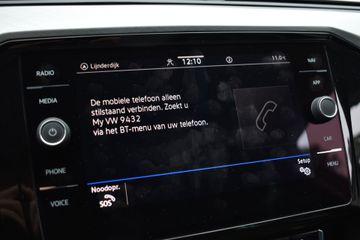 Lijnderdijk
12:10
11.0
RADIO
NAV
MEDIA
APP
De mobiele telefoon alleen
stilstaand verbinden. Zoekt u
My VW 9432
via het BT-menu van uw telefoon.
CAR
PHONE
Setup
MENU
VOICE
Noodopr.
SOS